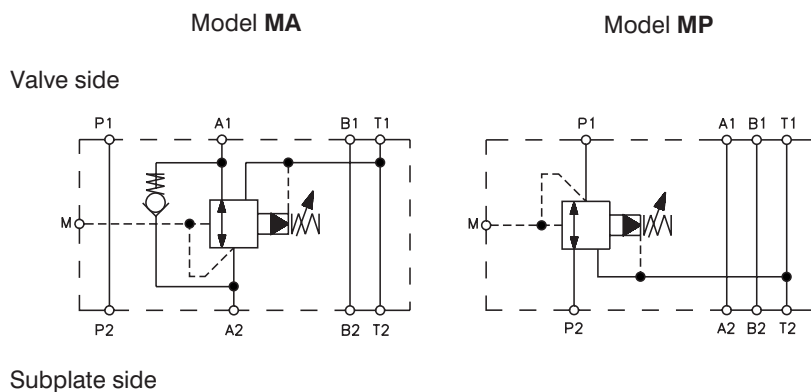 Model MA
Model MP
Valve side
P1 A1 B1 T1
P1 A1 B1 T1
M
M
P2 A2 B2 T2
P2 A2 B2 T2
Subplate side